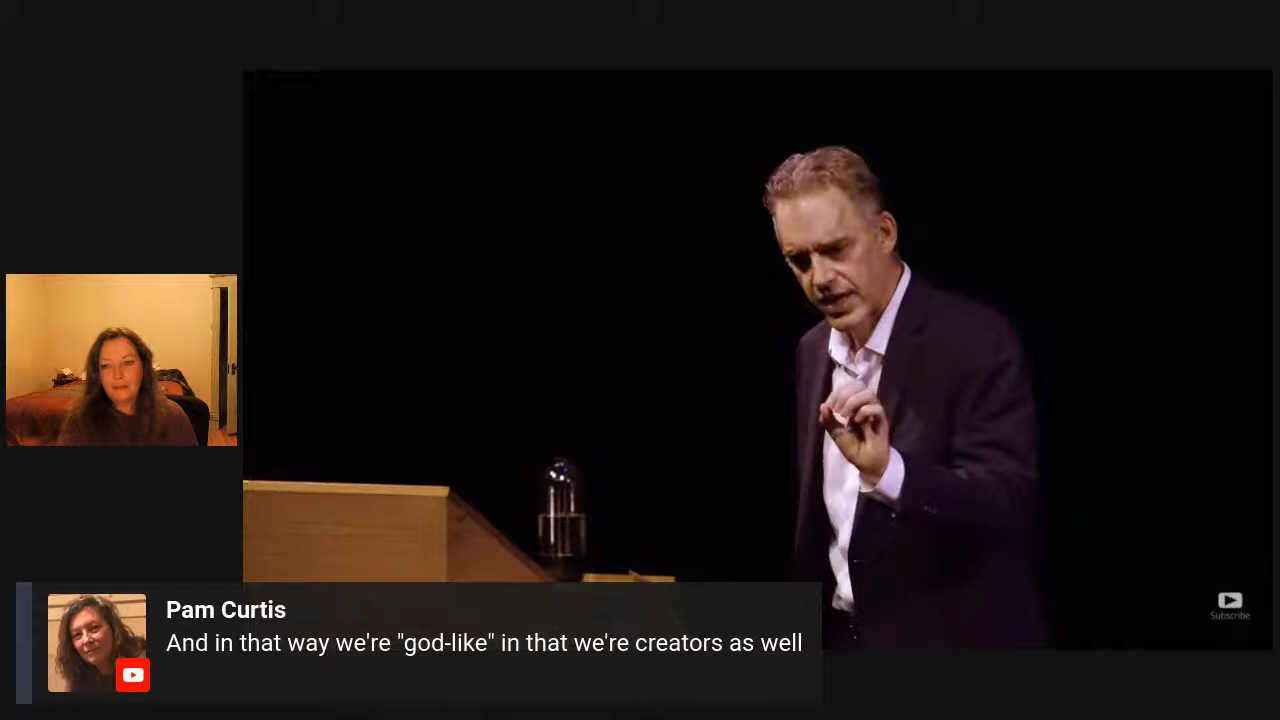 Subscribe
Pam Curtis
And in that way we're "god-like" in that we're creators as well